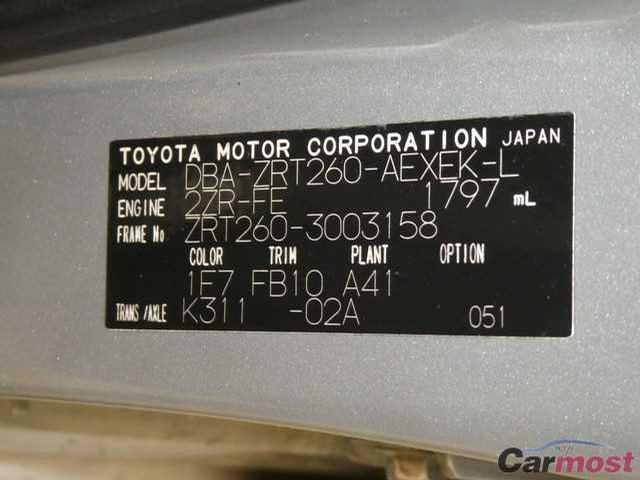 TOYOTA MOTOR CORPORATION JAPAN
MODEL DBA-ZRT260-AEXEK-L
ENGINE 2ZR-FE 1797 mL
FRAME No ZRT260-3003158
COLOR TRIM PLANT OPTION
1F7 FB10 A41
TRANS/AXLE K311 -02A 051
Carmost